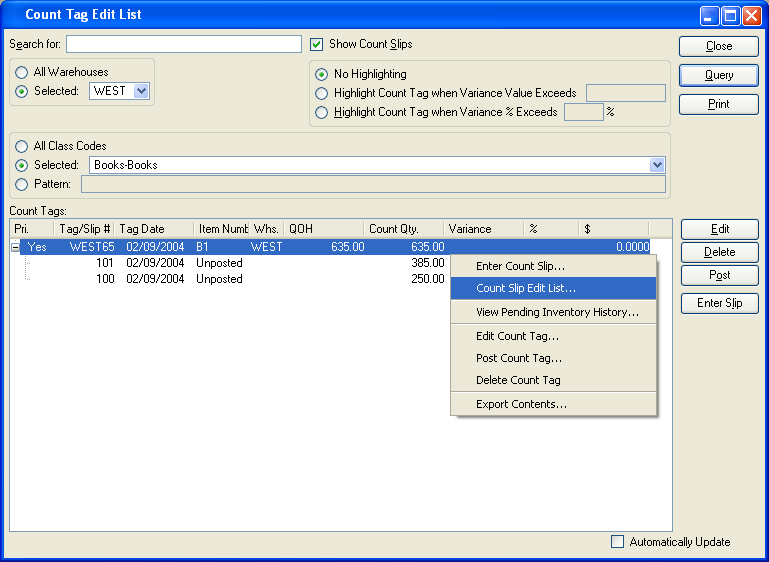 Count Tag Edit List
Search for:
Show Count Slips
Close
All Warehouses
Selected: WEST
No Highlighting
Highlight Count Tag when Variance Value Exceeds
Highlight Count Tag when Variance % Exceeds %
Query
Print
All Class Codes
Selected: Books-Books
Pattern:
Count Tags:
Pri. Tag/Slip # Tag Date Item Numb Whs. QOH Count Qty. Variance % $
Yes WEST65 02/09/2004 B1 WEST 635.00 635.00 0.0000
101 02/09/2004 Unposted 385.00
100 02/09/2004 Unposted 250.00
Enter Count Slip...
Count Slip Edit List...
View Pending Inventory History...
Edit Count Tag...
Post Count Tag...
Delete Count Tag
Export Contents...
Edit
Delete
Post
Enter Slip
Automatically Update